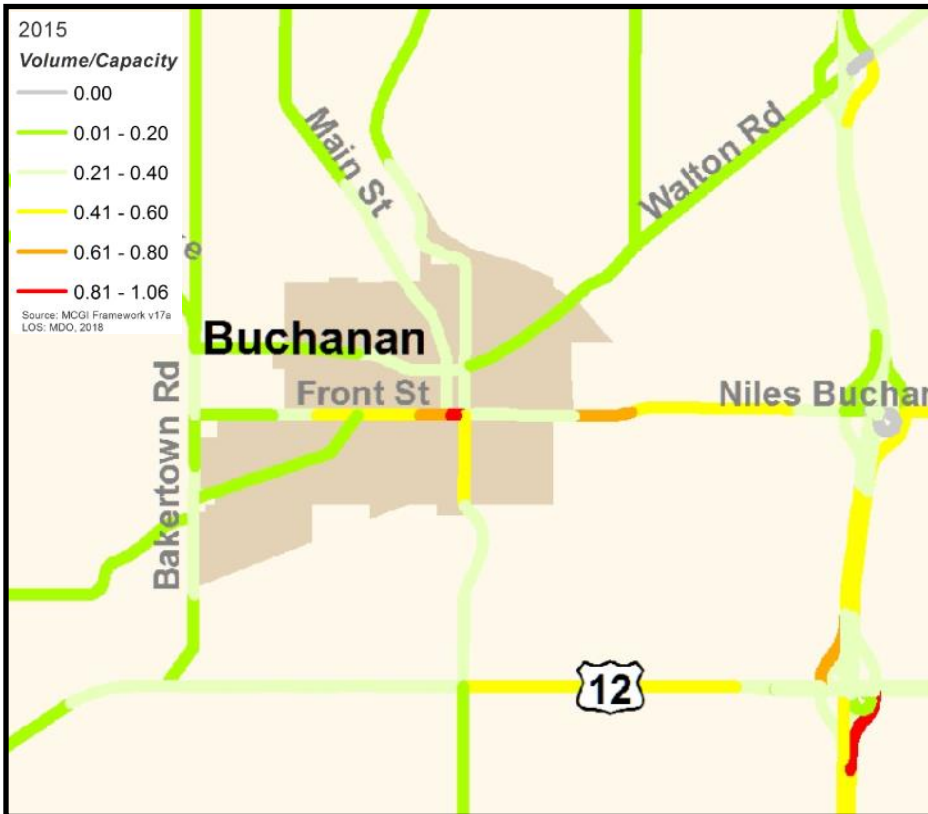 2015
Volume/Capacity
0.00
0.01 - 0.20
0.21 - 0.40
0.41 - 0.60
0.61 - 0.80
0.81 - 1.06
Source: MCGI Framework v17a
LOS: MDO, 2018
Main St
Walton Rd
Buchanan
Front St
Niles Buchan
Bakertown Rd
12